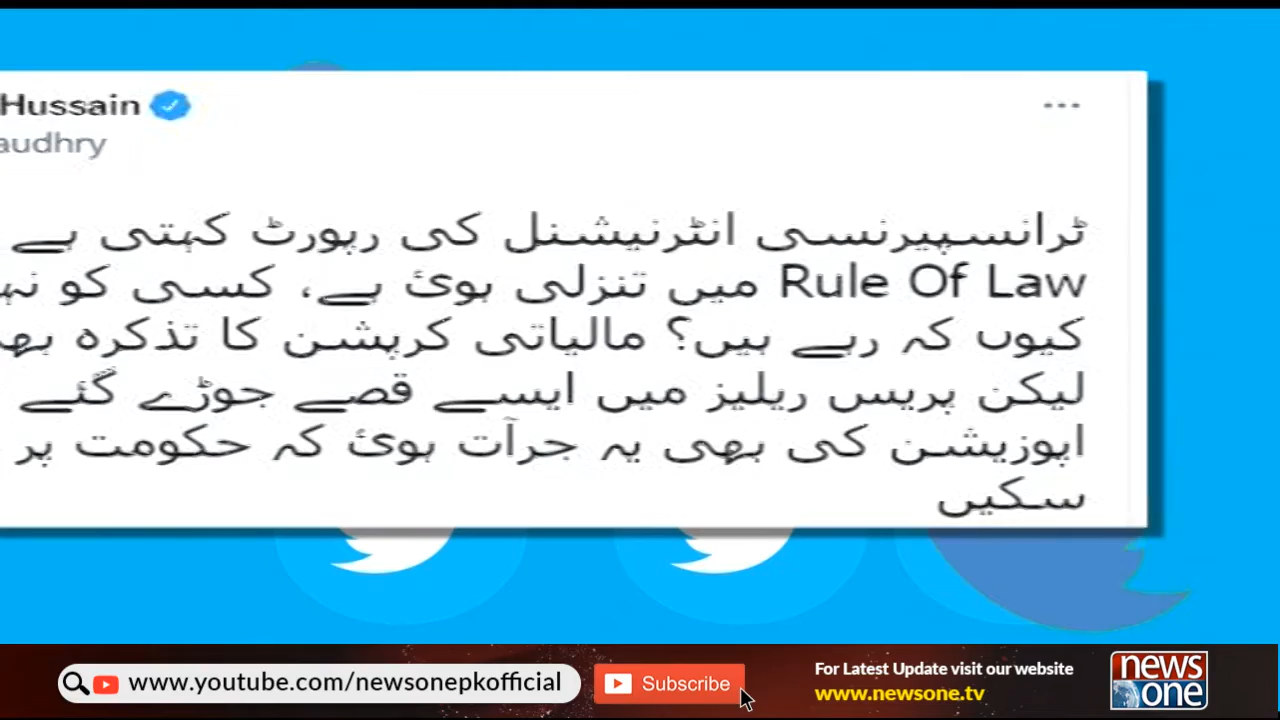 Hussain
audhry
ٹرانسپیرنسی انٹرنیشنل کی رپورٹ کہتی ہے
Rule Of Law میں تنزلی ہوئ ہے، کسی کو
کیوں کہ رہے ہیں؟ مالیاتی کرپشن کا تذکرہ
لیکن پریس ریلیز میں ایسے قصے جوڑے گئے
اپوزیشن کی بھی یہ جرآت ہوئ کہ حکومت پر
سکیں
www.youtube.com/newsonepkofficial
Subscribe
For Latest Update visit our website
www.newsone.tv
news
one